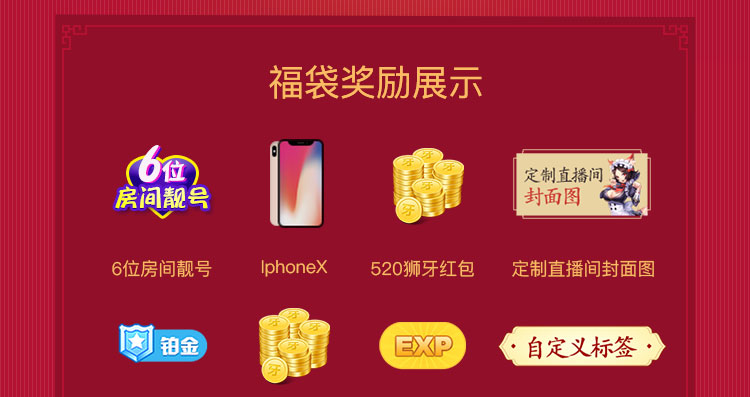 福袋奖励展示
6位
房间靓号
定制直播间
封面图
6位房间靓号
IphoneX
520狮牙红包
定制直播间封面图
铂金
EXP
自定义标签